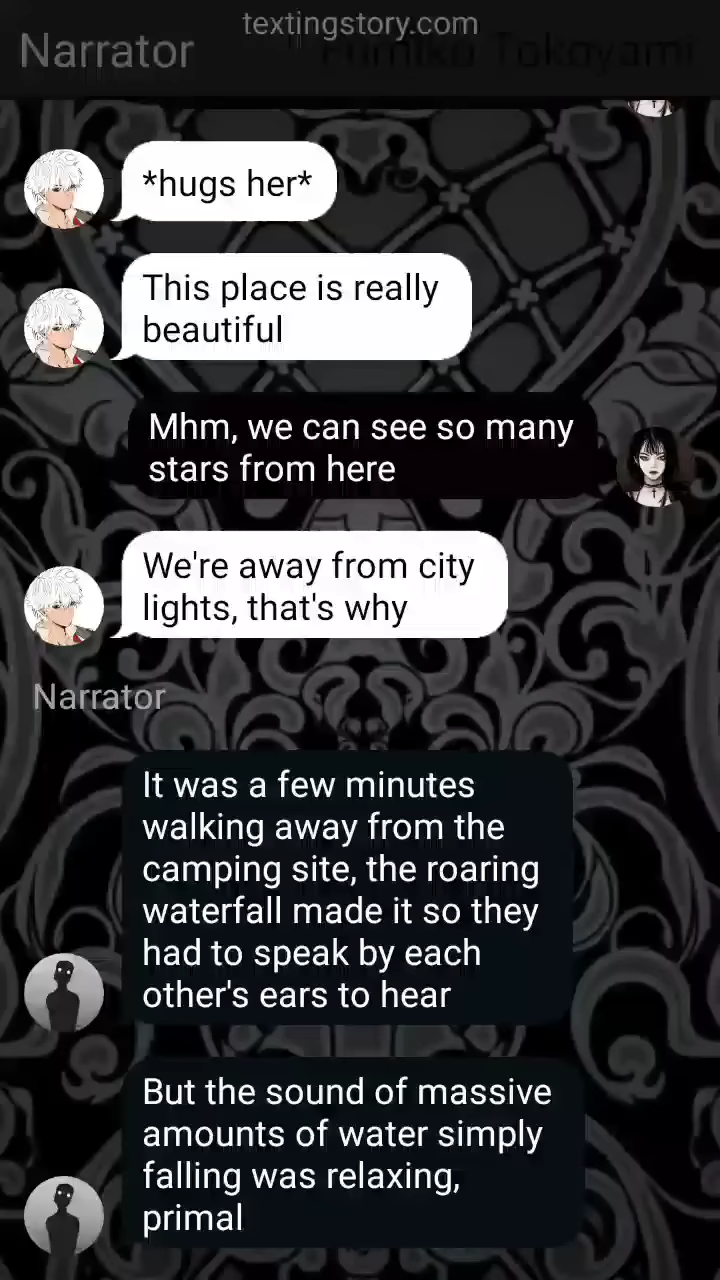 textingstory.com
Narrator
Fumiko Tokoyami
*hugs her*
This place is really
beautiful
Mhm, we can see so many
stars from here
We're away from city
lights, that's why
Narrator
It was a few minutes
walking away from the
camping site, the roaring
waterfall made it so they
had to speak by each
other's ears to hear
But the sound of massive
amounts of water simply
falling was relaxing,
primal